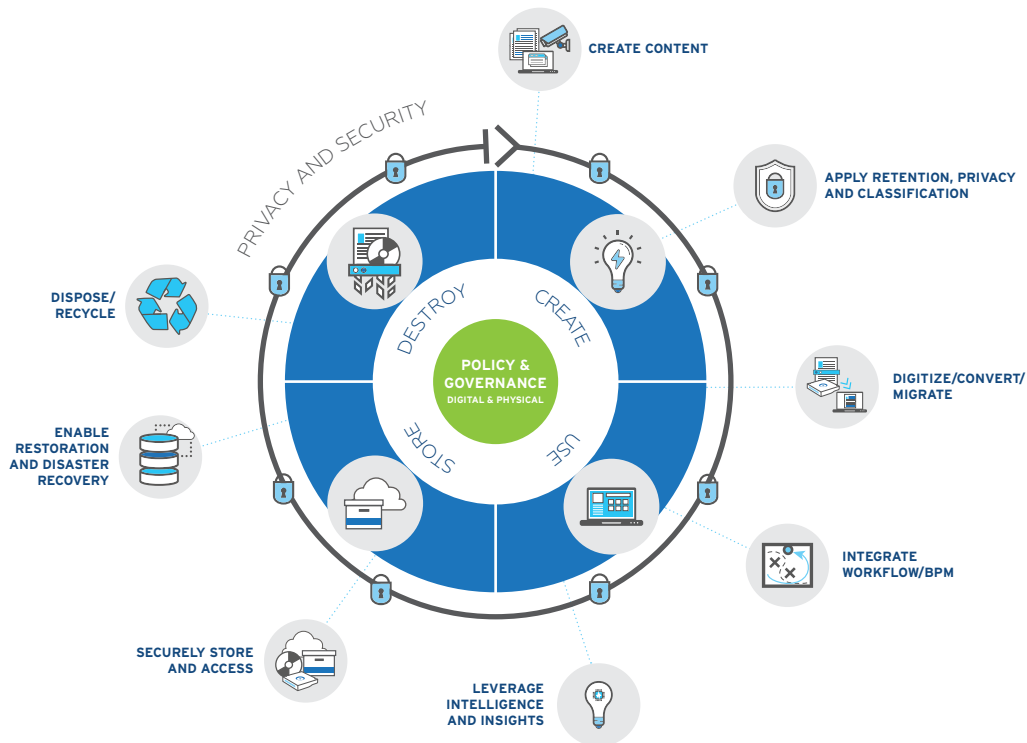 CREATE CONTENT
PRIVACY AND SECURITY
APPLY RETENTION, PRIVACY
AND CLASSIFICATION
DISPOSE/
RECYCLE
DESTROY
CREATE
POLICY &
GOVERNANCE
DIGITAL & PHYSICAL
DIGITIZE/CONVERT/
MIGRATE
ENABLE
RESTORATION
AND DISASTER
RECOVERY
STORE
USE
INTEGRATE
WORKFLOW/BPM
SECURELY STORE
AND ACCESS
LEVERAGE
INTELLIGENCE
AND INSIGHTS